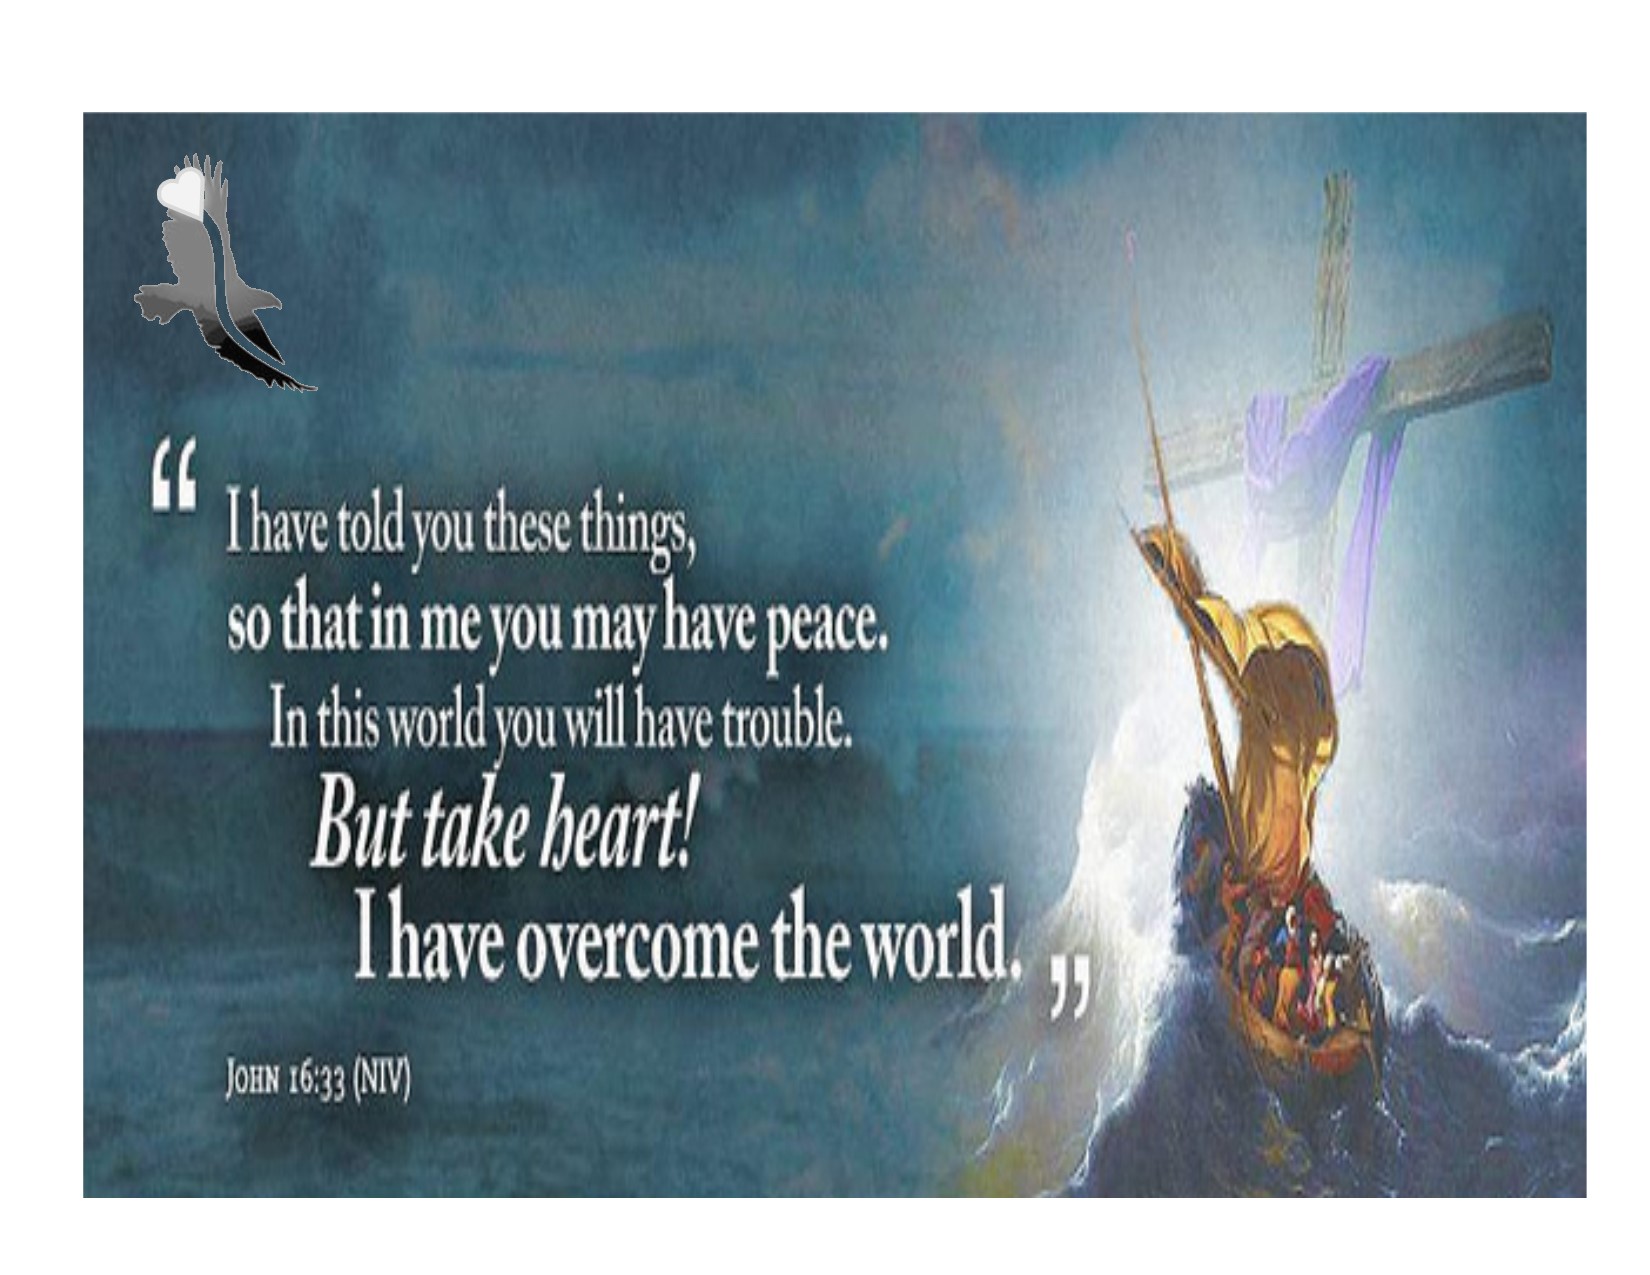 “ I have told you these things,
so that in me you may have peace.
In this world you will have trouble.
But take heart!
I have overcome the world. ”
John 16:33 (NIV)